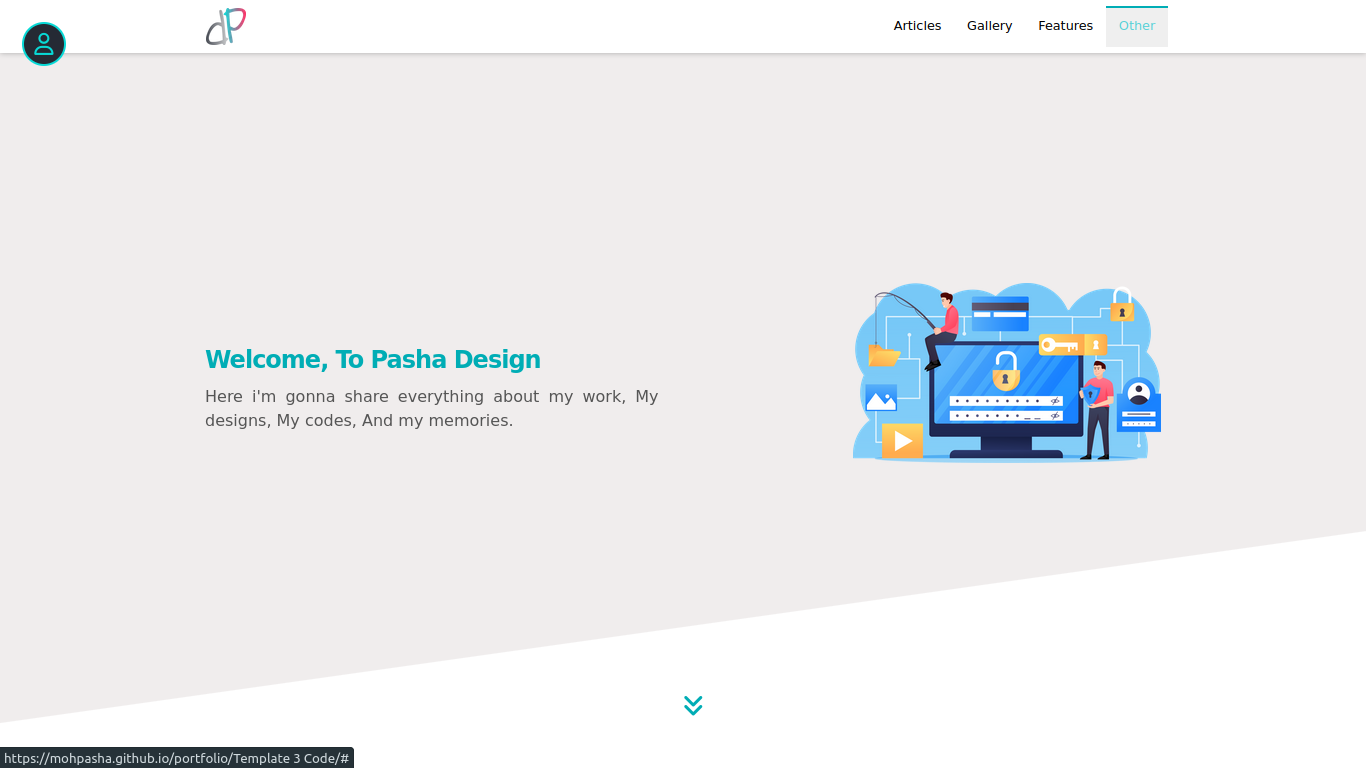 dP
Articles Gallery Features Other
Welcome, To Pasha Design
Here i'm gonna share everything about my work, My
designs, My codes, And my memories.
https://mohpasha.github.io/portfolio/Template 3 Code/#